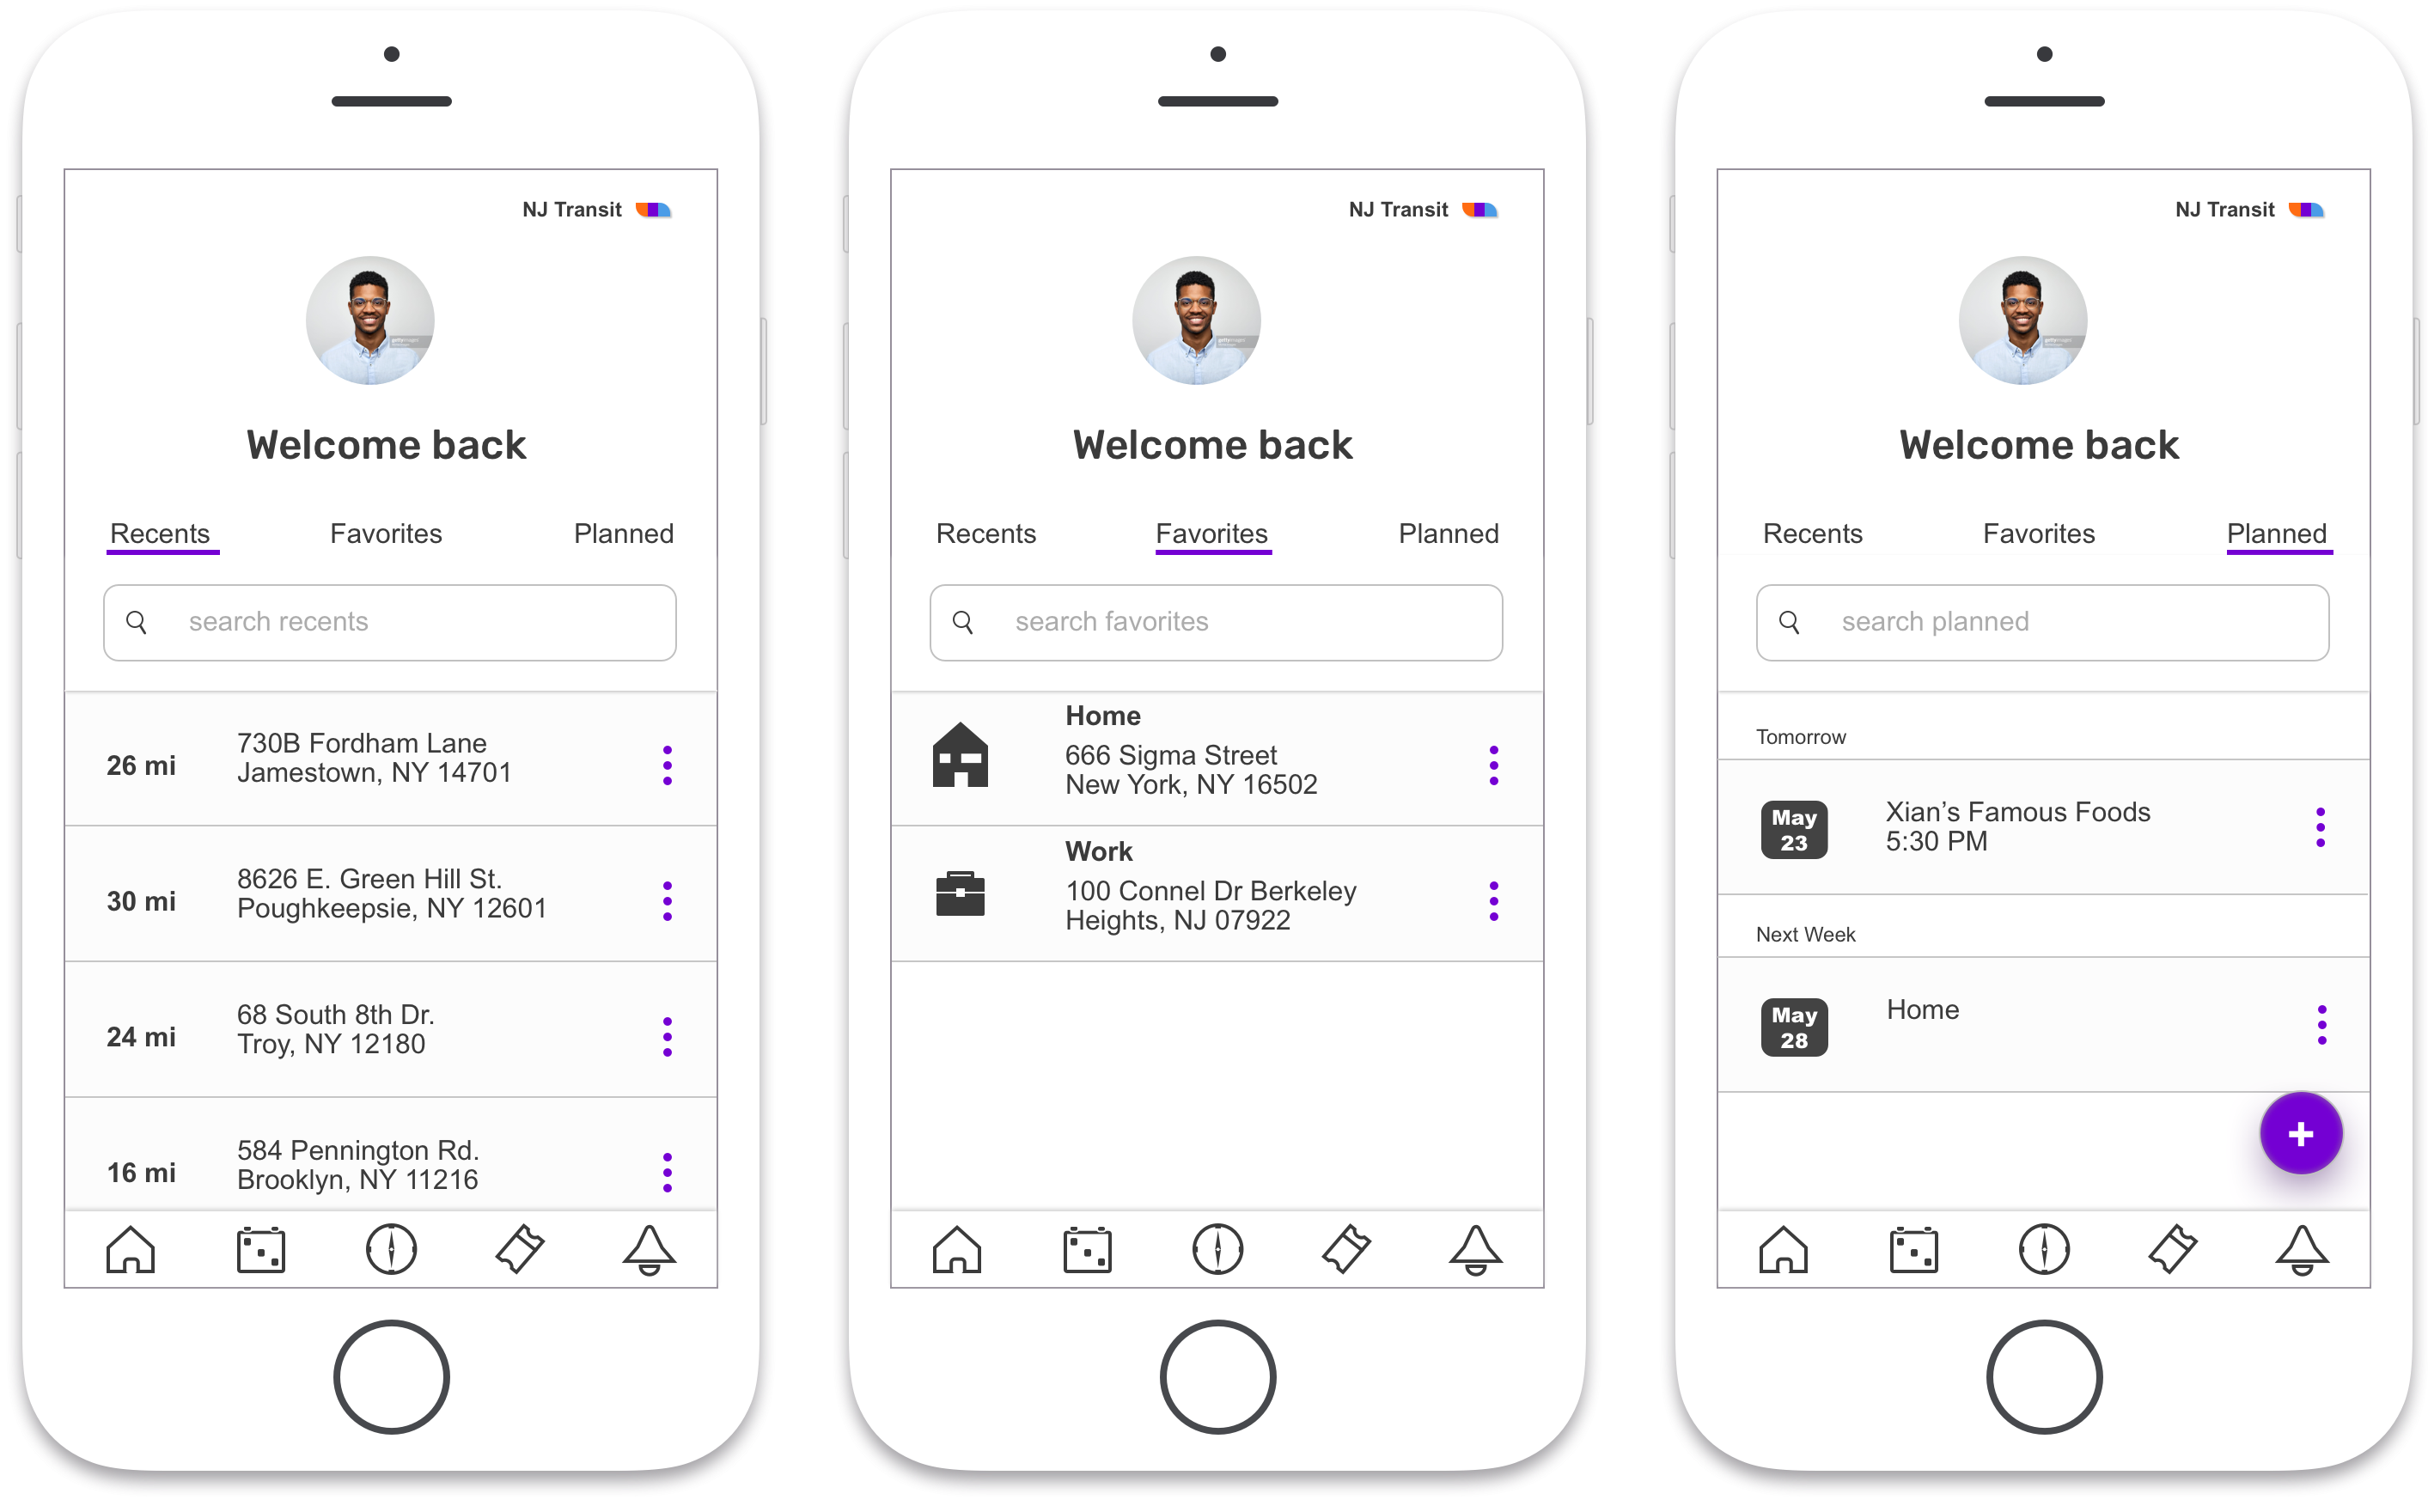 NJ Transit
Welcome back
Recents Favorites Planned
search recents
26 mi
730B Fordham Lane
Jamestown, NY 14701
30 mi
8626 E. Green Hill St.
Poughkeepsie, NY 12601
24 mi
68 South 8th Dr.
Troy, NY 12180
16 mi
584 Pennington Rd.
Brooklyn, NY 11216
NJ Transit
Welcome back
Recents Favorites Planned
search favorites
Home
666 Sigma Street
New York, NY 16502
Work
100 Connel Dr Berkeley
Heights, NJ 07922
NJ Transit
Welcome back
Recents Favorites Planned
search planned
Tomorrow
May
23
Xian’s Famous Foods
5:30 PM
Next Week
May
28
Home